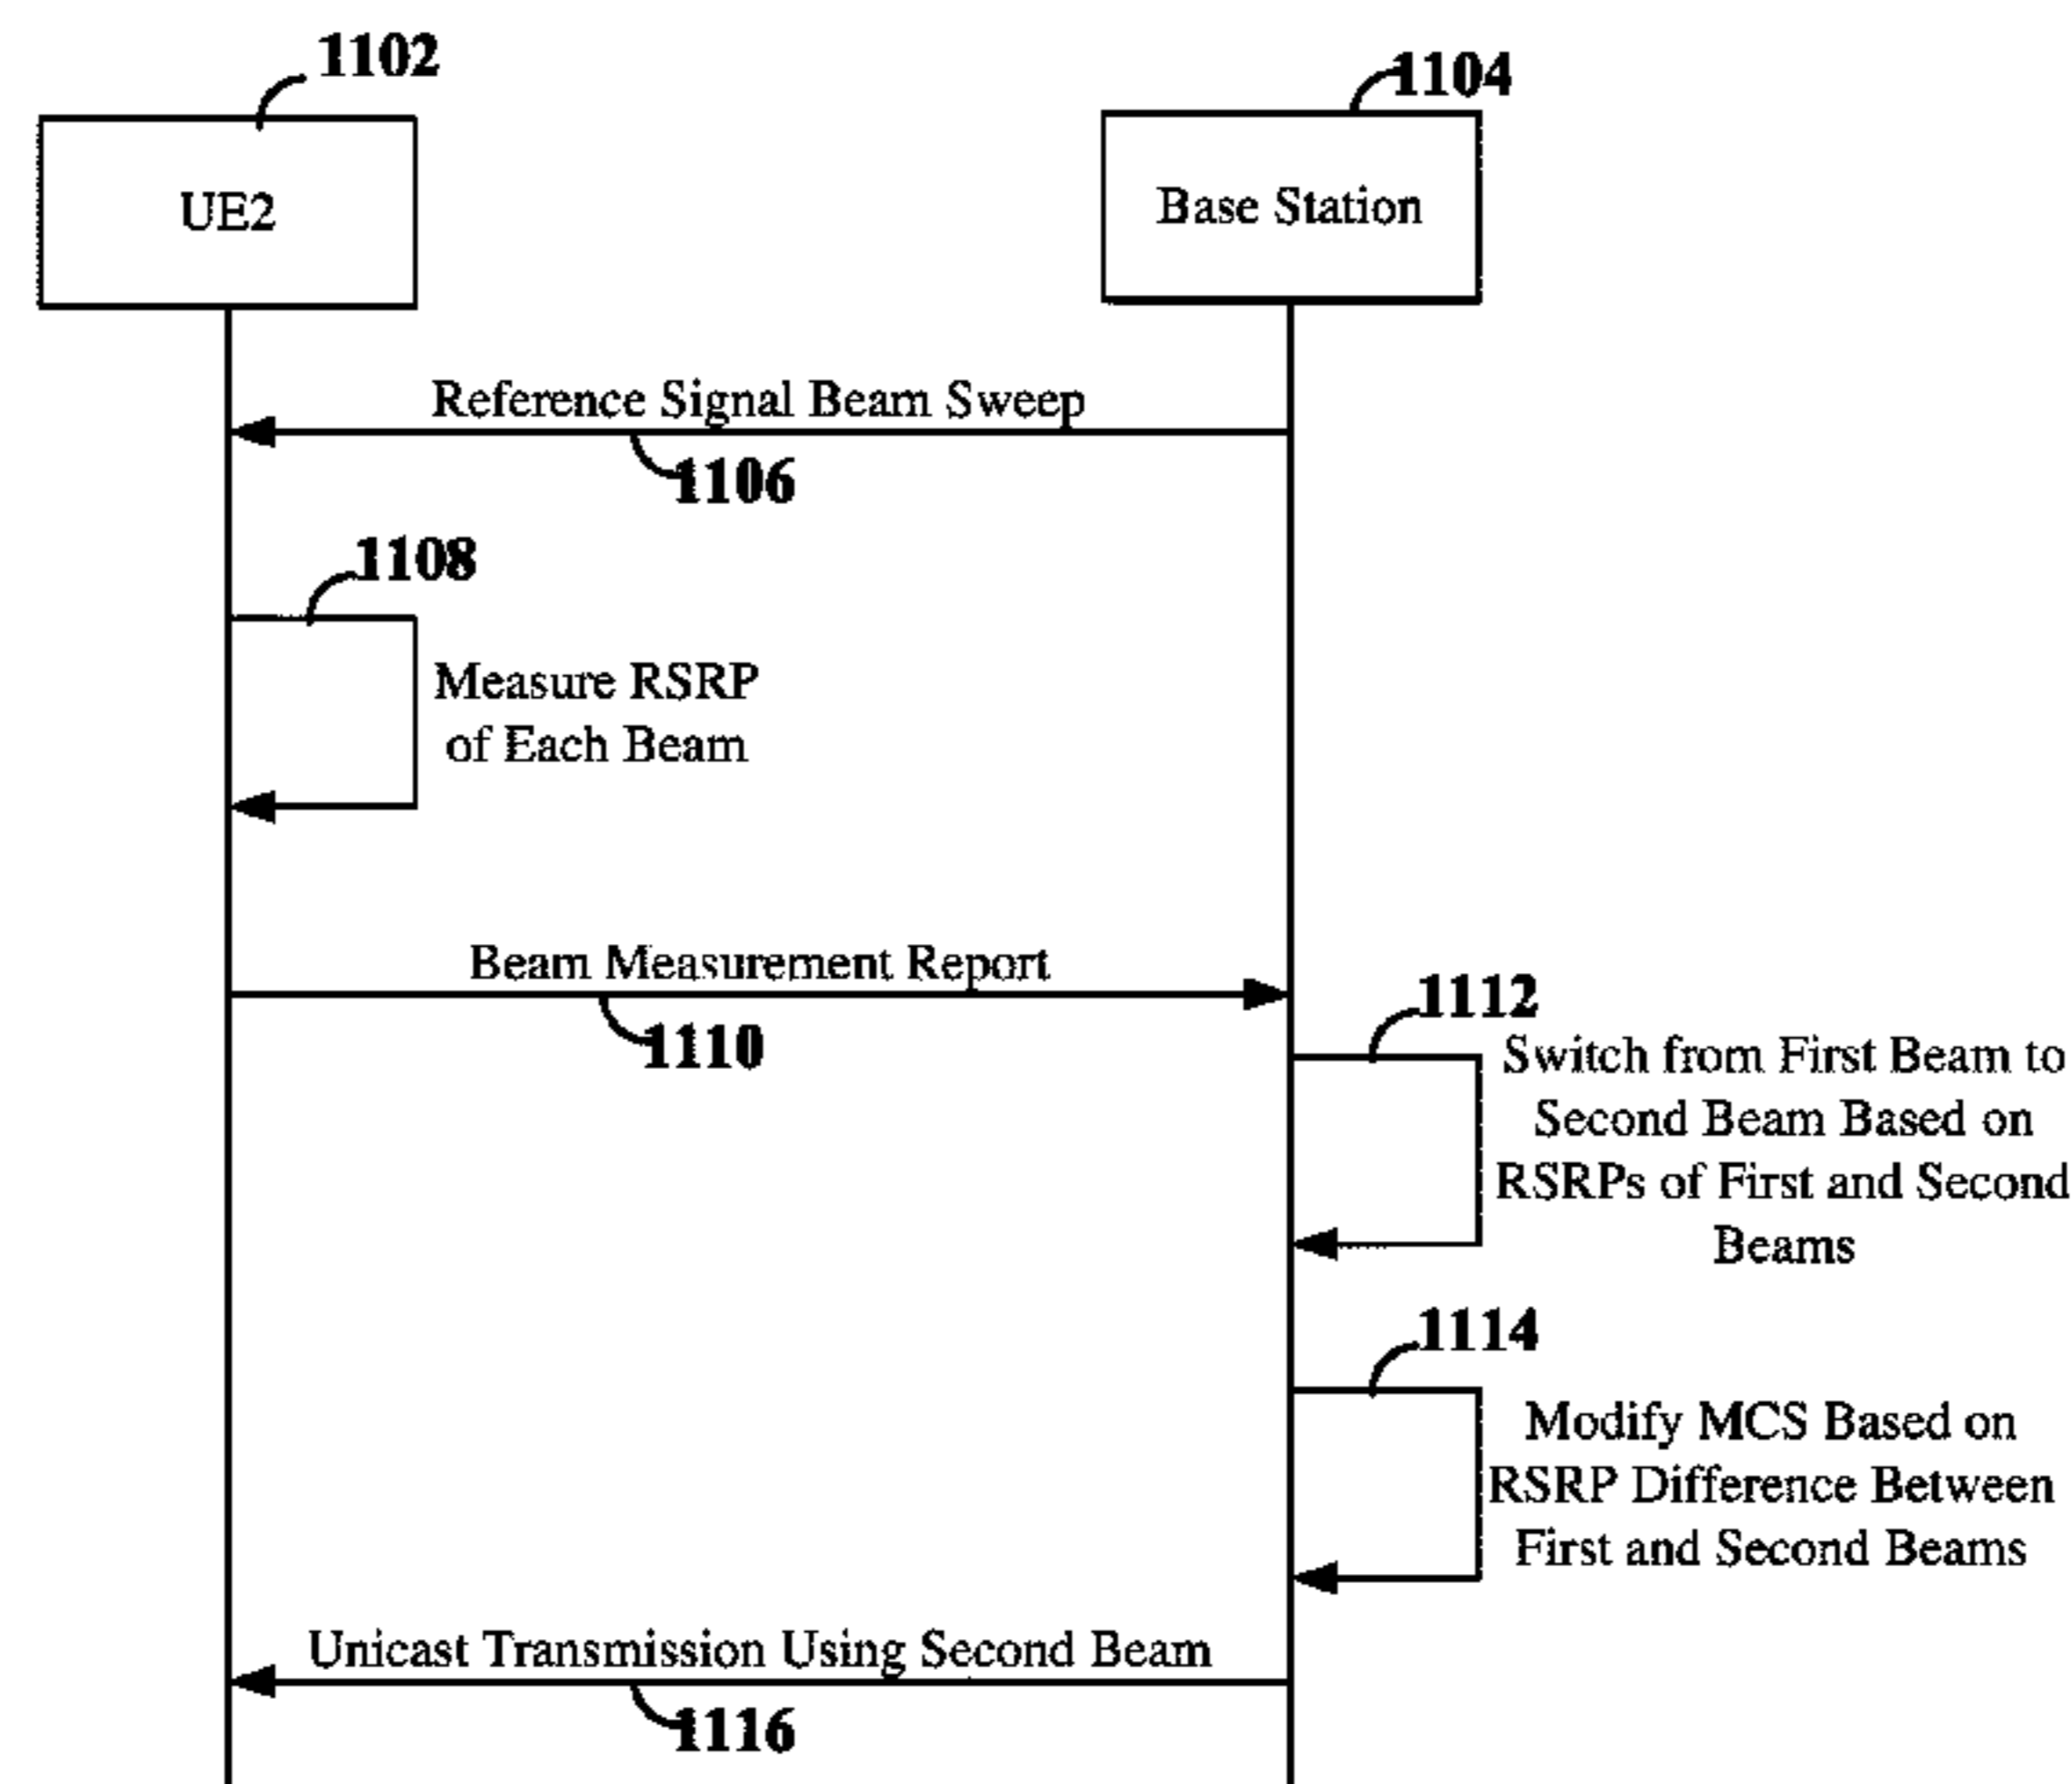 1102
1104
UE2
Base Station
Reference Signal Beam Sweep
1106
1108
Measure RSRP
of Each Beam
Beam Measurement Report
1110
1112
Switch from First Beam to
Second Beam Based on
RSRPs of First and Second
Beams
1114
Modify MCS Based on
RSRP Difference Between
First and Second Beams
Unicast Transmission Using Second Beam
1116